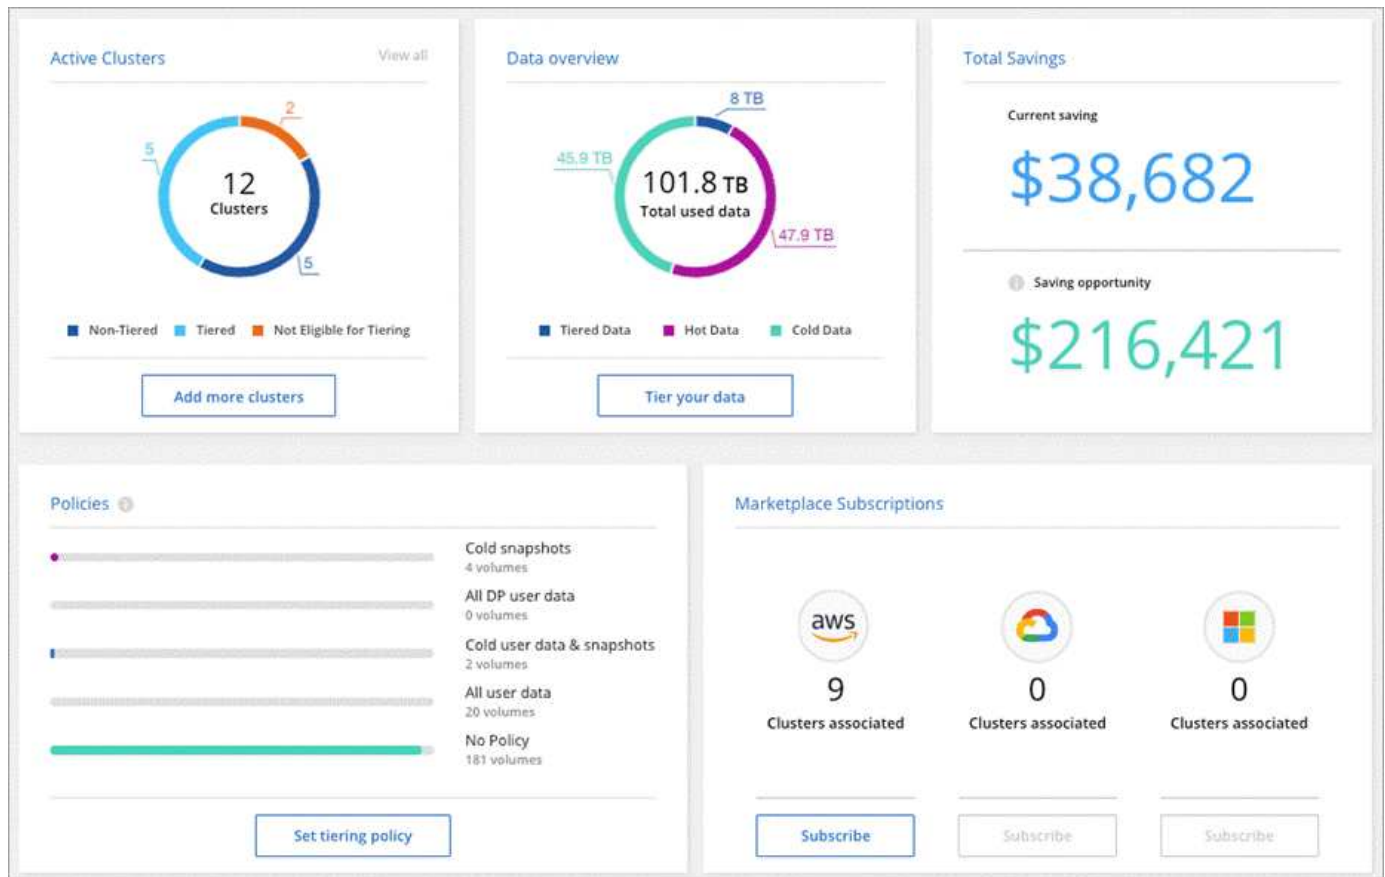 Active Clusters
View all
2
5
12
Clusters
5
Non-Tiered Tiered Not Eligible for Tiering
Add more clusters
Data overview
8 TB
45.9 TB
101.8 TB
Total used data
47.9 TB
Tiered Data Hot Data Cold Data
Tier your data
Total Savings
Current saving
$38,682
Saving opportunity
$216,421
Policies
Cold snapshots
4 volumes
All DP user data
0 volumes
Cold user data & snapshots
2 volumes
All user data
20 volumes
No Policy
181 volumes
Set tiering policy
Marketplace Subscriptions
aws
9
Clusters associated
Subscribe
0
Clusters associated
Subscribe
0
Clusters associated
Subscribe